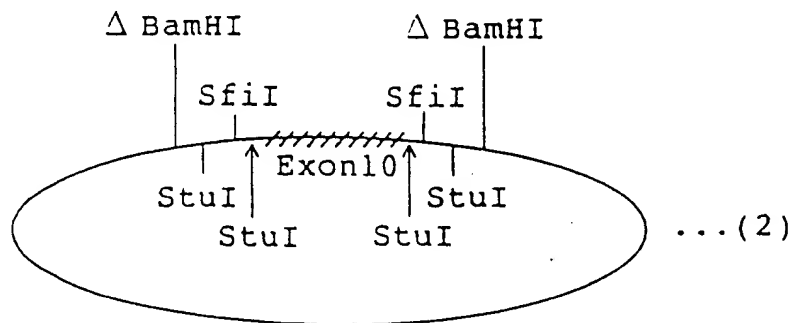 Δ BamHI Δ BamHI
SfiI SfiI
Exon10
StuI StuI
StuI StuI ...(2)